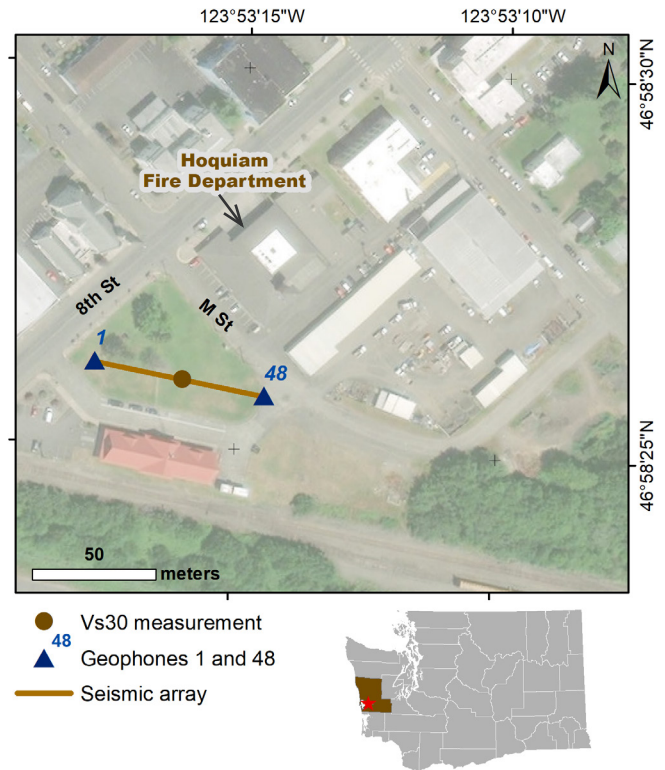 123°53'15"W
123°53'10"W
N
46°58'30"N
Hoquiam
Fire Department
8th St
M St
1
48
46°58'25"N
50
meters
Vs30 measurement
48
Geophones 1 and 48
Seismic array